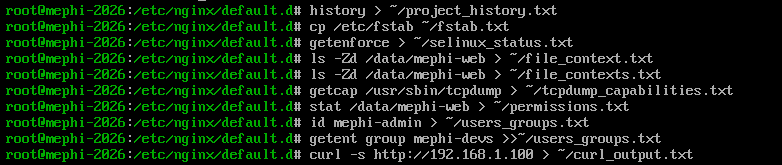 root@mephi-2026:/etc/nginx/default.d# history > ~/project_history.txt
root@mephi-2026:/etc/nginx/default.d# cp /etc/fstab ~/fstab.txt
root@mephi-2026:/etc/nginx/default.d# getenforce > ~/selinux_status.txt
root@mephi-2026:/etc/nginx/default.d# ls -Zd /data/mephi-web > ~/file_context.txt
root@mephi-2026:/etc/nginx/default.d# ls -Zd /data/mephi-web > ~/file_contexts.txt
root@mephi-2026:/etc/nginx/default.d# getcap /usr/sbin/tcpdump > ~/tcpdump_capabilities.txt
root@mephi-2026:/etc/nginx/default.d# stat /data/mephi-web > ~/permissions.txt
root@mephi-2026:/etc/nginx/default.d# id mephi-admin > ~/users_groups.txt
root@mephi-2026:/etc/nginx/default.d# getent group mephi-devs >>~/users_groups.txt
root@mephi-2026:/etc/nginx/default.d# curl -s http://192.168.1.100 > ~/curl_output.txt